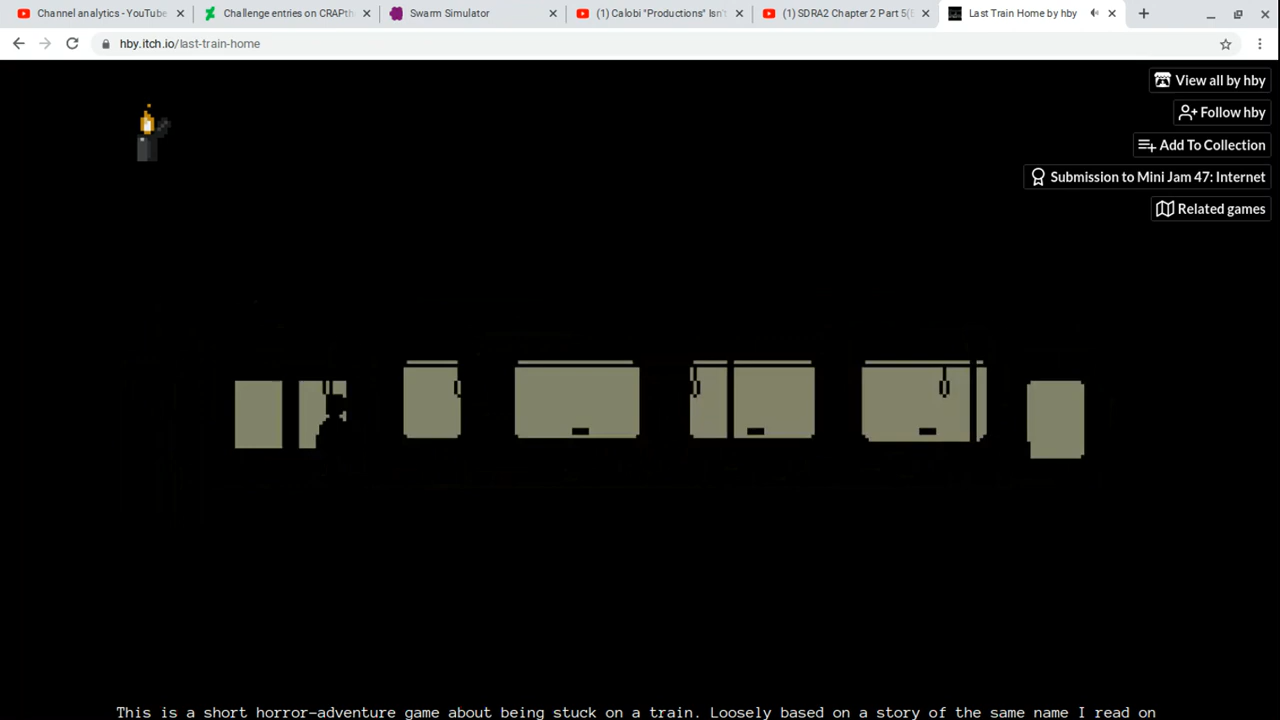 Channel analytics - YouTube
Challenge entries on CRAPth
Swarm Simulator
(1) Calobi "Productions" Isn'
(1) SDRA2 Chapter 2 Part 5(E
Last Train Home by hby
hby.itch.io/last-train-home
View all by hby
Follow hby
Add To Collection
Submission to Mini Jam 47: Internet
Related games
This is a short horror-adventure game about being stuck on a train. Loosely based on a story of the same name I read on